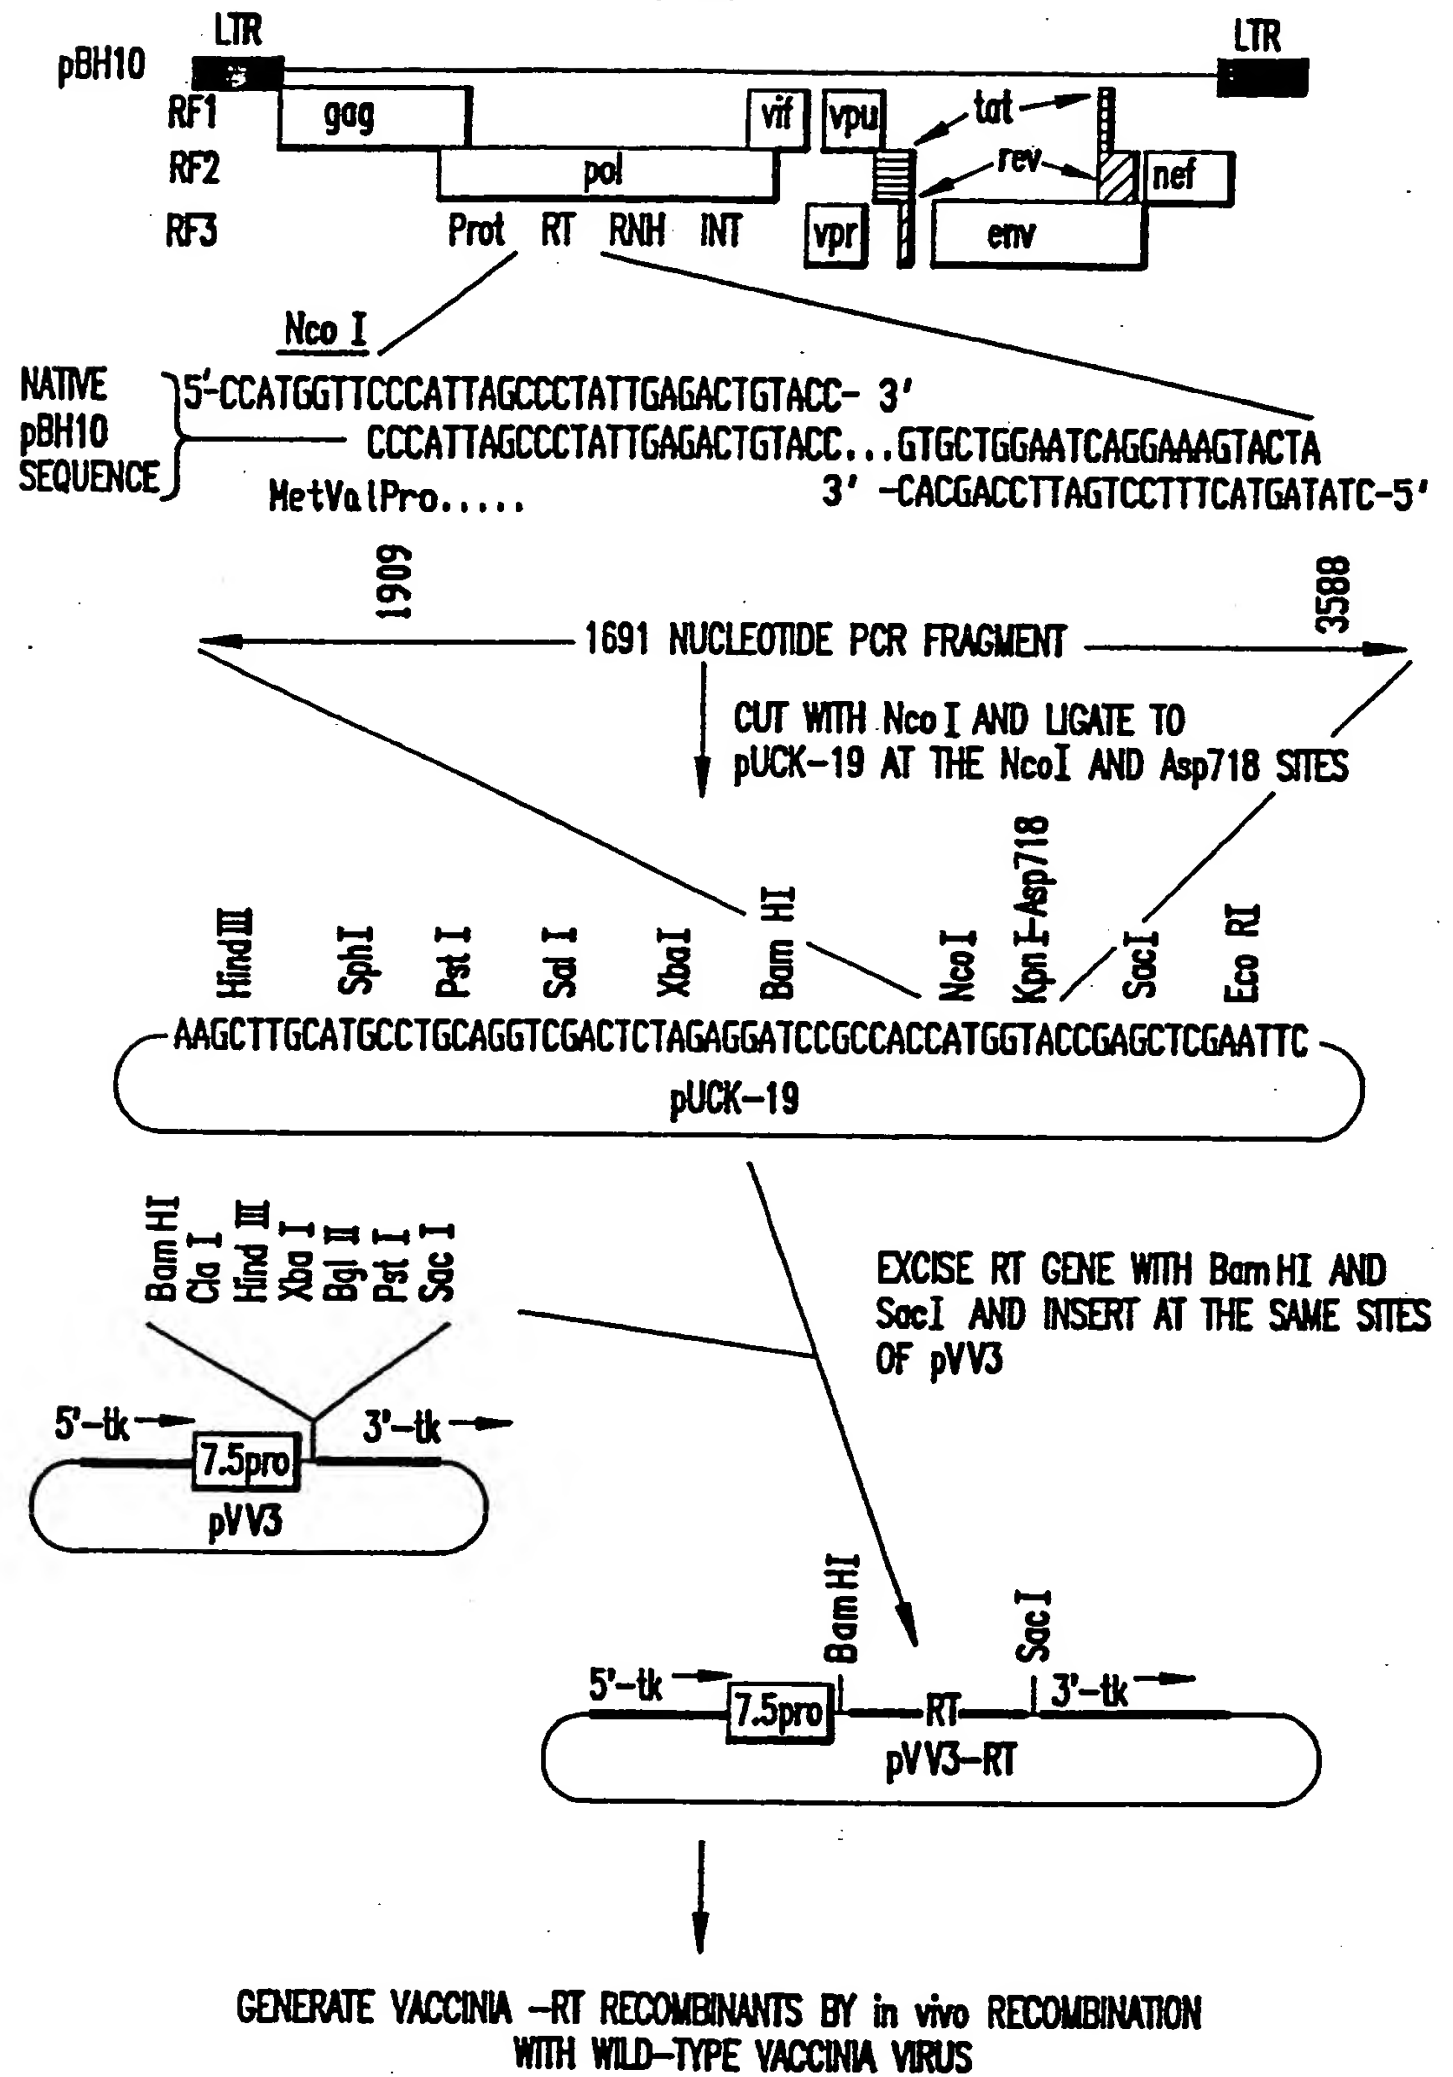 LTR
LTR
pBH10
RF1
gag
vif
vpu
tat
RF2
pol
rev
nef
RF3
Prot RT RNH INT
vpr
env
Nco I
NATIVE
pBH10
SEQUENCE
5'-CCATGGTTCCCATTAGCCCTATTGAGACTGTACC- 3'
CCCATTAGCCCTATTGAGACTGTACC...GTGCTGGAATCAGGAAAGTACTA
MetValPro.....
3' -CACGACCTTAGTCCTTTCATGATATC-5'
1909
3588
1691 NUCLEOTIDE PCR FRAGMENT
CUT WITH Nco I AND LIGATE TO
pUCK-19 AT THE NcoI AND Asp718 SITES
Hind III
Sph I
Pst I
Sal I
Xba I
Bam HI
Nco I
Kpn I-Asp718
Sac I
Eco RI
AAGCTTGCATGCCTGCAGGTCGACTCTAGAGGATCCGCCACCATGGTACCGAGCTCGAATTC
pUCK-19
Bam HI
Cla I
Hind III
Xba I
Bgl II
Pst I
Sac I
EXCISE RT GENE WITH Bam HI AND
SacI AND INSERT AT THE SAME SITES
OF pVV3
5'-tk
3'-tk
7.5pro
pVV3
Bam HI
Sac I
5'-tk
7.5pro
RT
3'-tk
pVV3-RT
GENERATE VACCINIA -RT RECOMBINANTS BY in vivo RECOMBINATION
WITH WILD-TYPE VACCINIA VIRUS